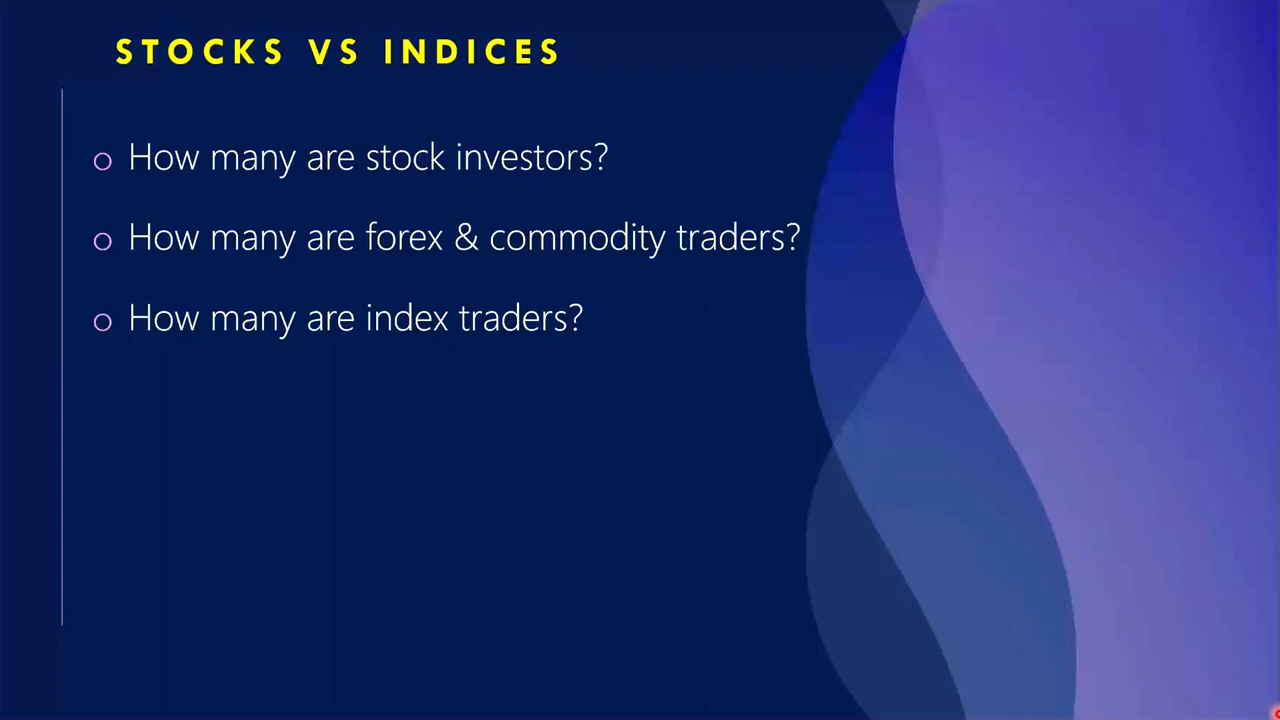 STOCKS VS INDICES
How many are stock investors?
How many are forex & commodity traders?
How many are index traders?